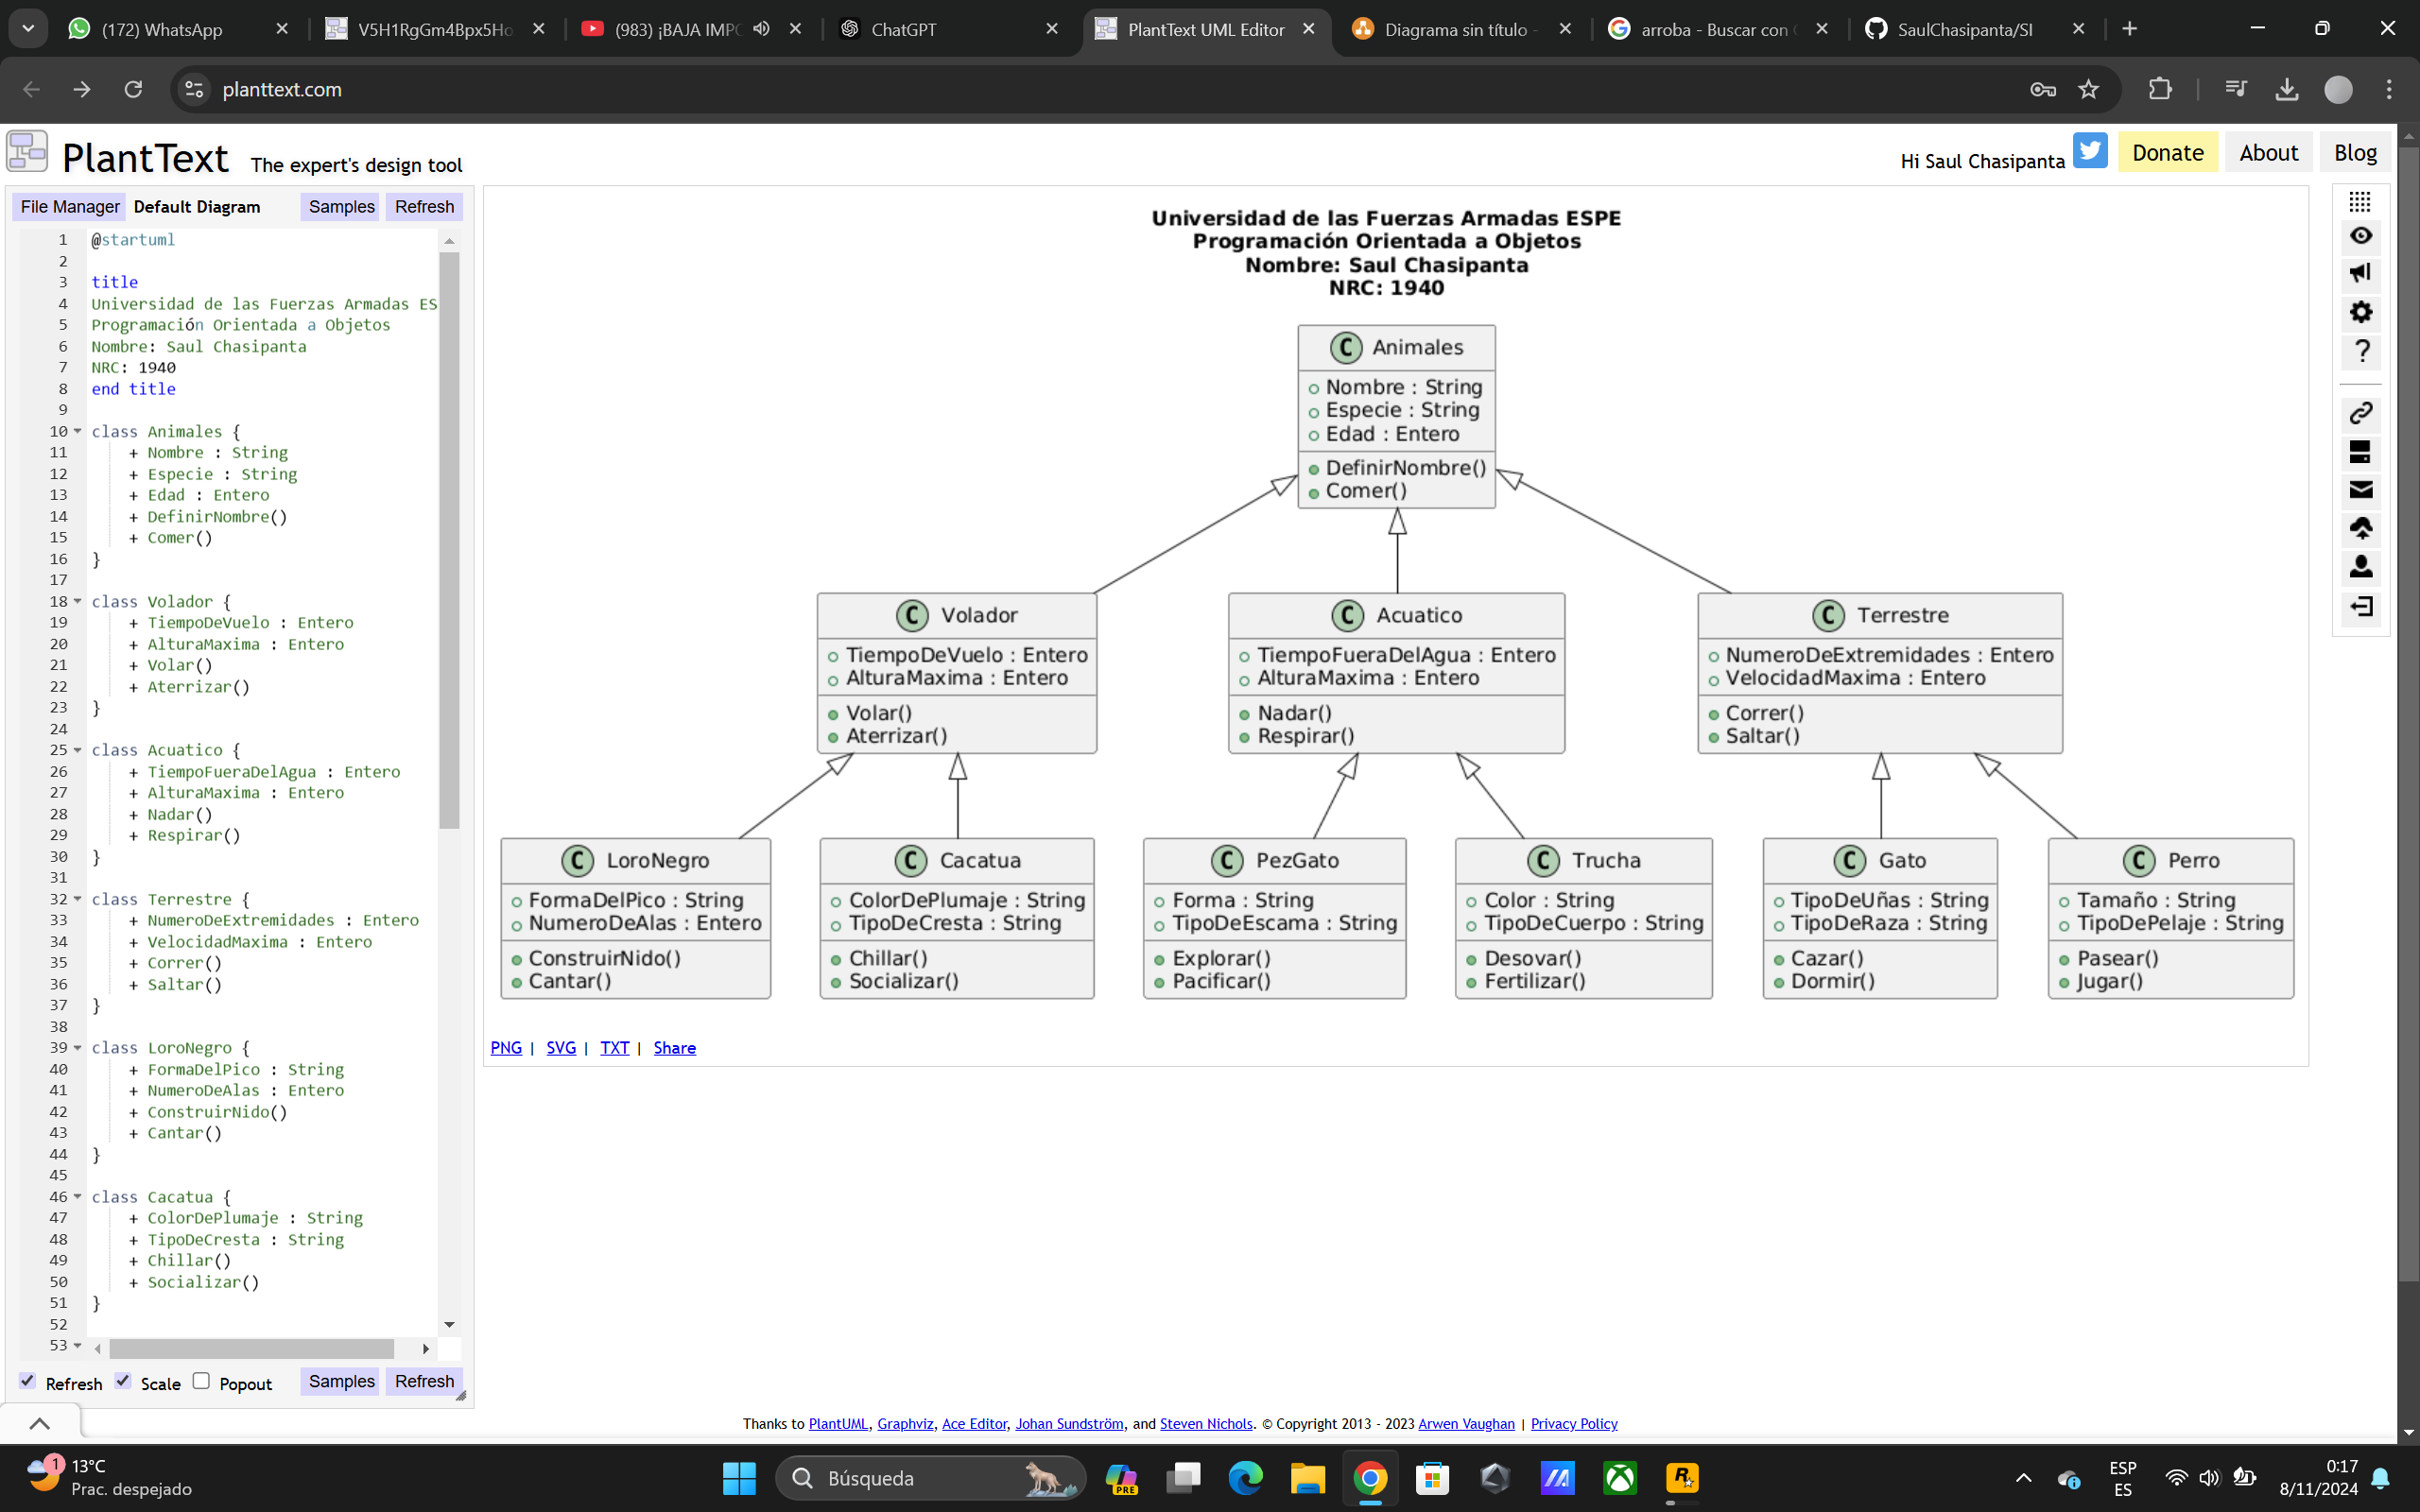 (172) WhatsApp
V5H1RgGm4Bpx5Ho
(983) ¡BAJA IMPO
ChatGPT
PlantText UML Editor
Diagrama sin título -
arroba - Buscar con G
SaulChasipanta/SI
planttext.com
PlantText The expert's design tool
Hi Saul Chasipanta
Donate
About
Blog
File Manager Default Diagram Samples Refresh
1 @startuml
2
3 title
4 Universidad de las Fuerzas Armadas ES
5 Programación Orientada a Objetos
6 Nombre: Saul Chasipanta
7 NRC: 1940
8 end title
9
10 class Animales {
11 + Nombre : String
12 + Especie : String
13 + Edad : Entero
14 + DefinirNombre()
15 + Comer()
16 }
17
18 class Volador {
19 + TiempoDeVuelo : Entero
20 + AlturaMaxima : Entero
21 + Volar()
22 + Aterrizar()
23 }
24
25 class Acuatico {
26 + TiempoFueraDelAgua : Entero
27 + AlturaMaxima : Entero
28 + Nadar()
29 + Respirar()
30 }
31
32 class Terrestre {
33 + NumeroDeExtremidades : Entero
34 + VelocidadMaxima : Entero
35 + Correr()
36 + Saltar()
37 }
38
39 class LoroNegro {
40 + FormaDelPico : String
41 + NumeroDeAlas : Entero
42 + ConstruirNido()
43 + Cantar()
44 }
45
46 class Cacatua {
47 + ColorDePlumaje : String
48 + TipoDeCresta : String
49 + Chillar()
50 + Socializar()
51 }
52
53
Refresh Scale Popout Samples Refresh
Universidad de las Fuerzas Armadas ESPE
Programación Orientada a Objetos
Nombre: Saul Chasipanta
NRC: 1940
C Animales
Nombre : String
Especie : String
Edad : Entero
DefinirNombre()
Comer()
C Volador
TiempoDeVuelo : Entero
AlturaMaxima : Entero
Volar()
Aterrizar()
C Acuatico
TiempoFueraDelAgua : Entero
AlturaMaxima : Entero
Nadar()
Respirar()
C Terrestre
NumeroDeExtremidades : Entero
VelocidadMaxima : Entero
Correr()
Saltar()
C LoroNegro
FormaDelPico : String
NumeroDeAlas : Entero
ConstruirNido()
Cantar()
C Cacatua
ColorDePlumaje : String
TipoDeCresta : String
Chillar()
Socializar()
C PezGato
Forma : String
TipoDeEscama : String
Explorar()
Pacificar()
C Trucha
Color : String
TipoDeCuerpo : String
Desovar()
Fertilizar()
C Gato
TipoDeUñas : String
TipoDeRaza : String
Cazar()
Dormir()
C Perro
Tamaño : String
TipoDePelaje : String
Pasear()
Jugar()
PNG | SVG | TXT | Share
Thanks to PlantUML, Graphviz, Ace Editor, Johan Sundström, and Steven Nichols. © Copyright 2013 - 2023 Arwen Vaughan | Privacy Policy
1
13°C
Prac. despejado
Búsqueda
PRE
ESP
ES
0:17
8/11/2024